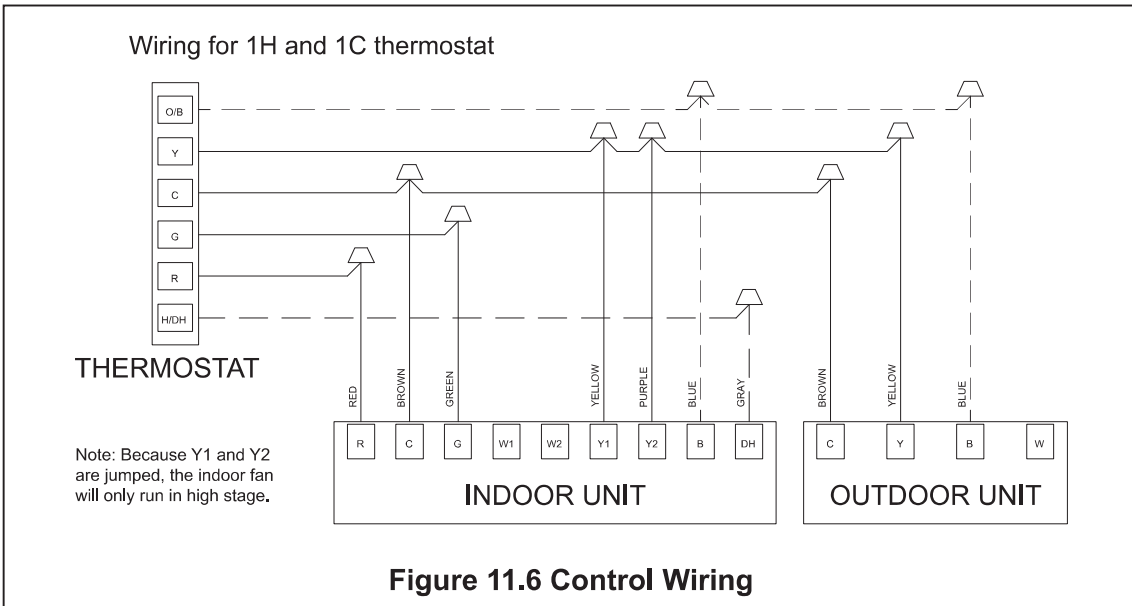 Wiring for 1H and 1C thermostat
O/B
Y
C
G
R
H/DH
THERMOSTAT
RED
BROWN
GREEN
YELLOW
PURPLE
BLUE
GRAY
BROWN
YELLOW
BLUE
R C G W1 W2 Y1 Y2 B DH
C Y B W
INDOOR UNIT
OUTDOOR UNIT
Note: Because Y1 and Y2
are jumped, the indoor fan
will only run in high stage.
Figure 11.6 Control Wiring